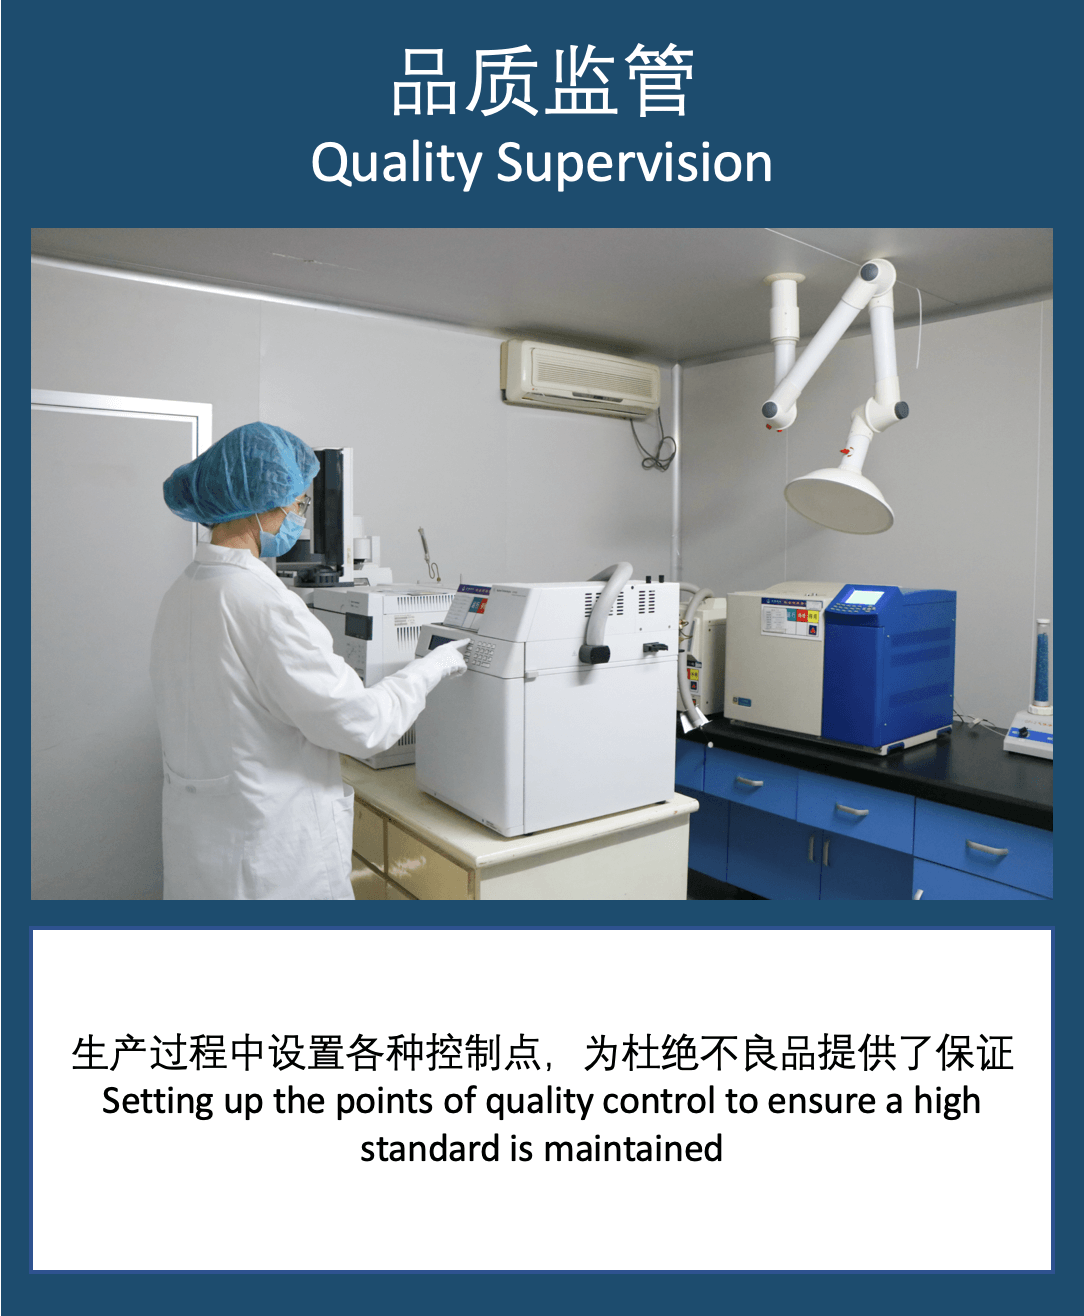 品质监管
Quality Supervision
生产过程中设置各种控制点，为杜绝不良品提供了保证
Setting up the points of quality control to ensure a high
standard is maintained